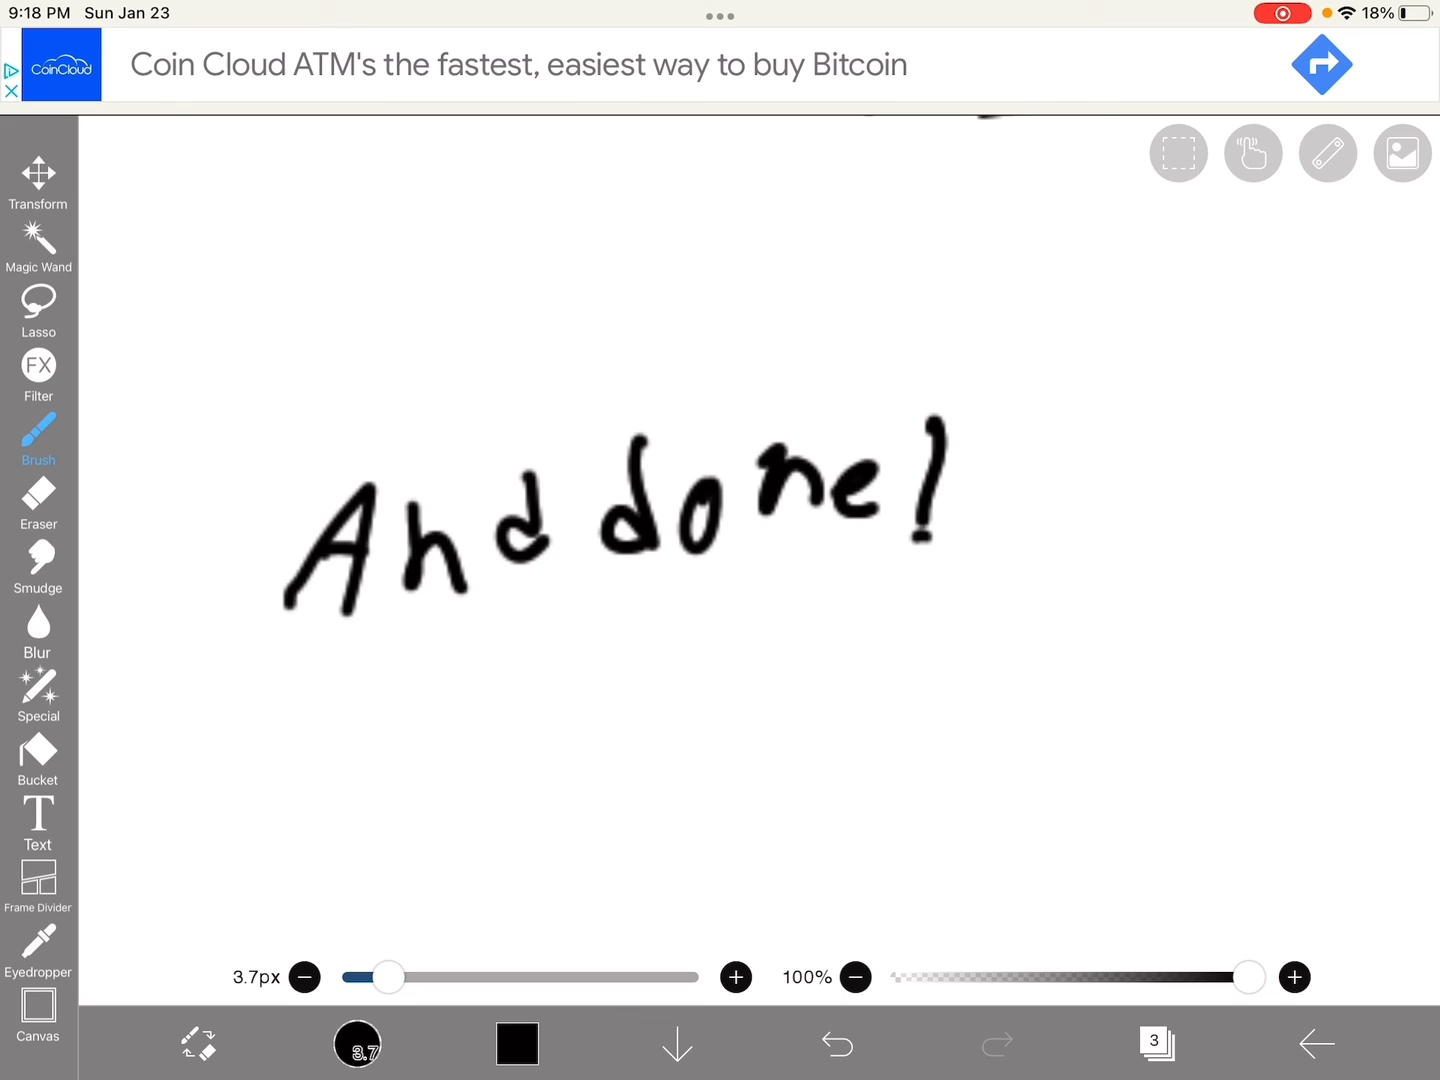 9:18 PM Sun Jan 23
18%
CoinCloud
Coin Cloud ATM's the fastest, easiest way to buy Bitcoin
Transform
Magic Wand
Lasso
FX
Filter
Brush
Eraser
Smudge
Blur
Special
Bucket
T
Text
Frame Divider
Eyedropper
Canvas
And done!
3.7px
100%
3.7
3